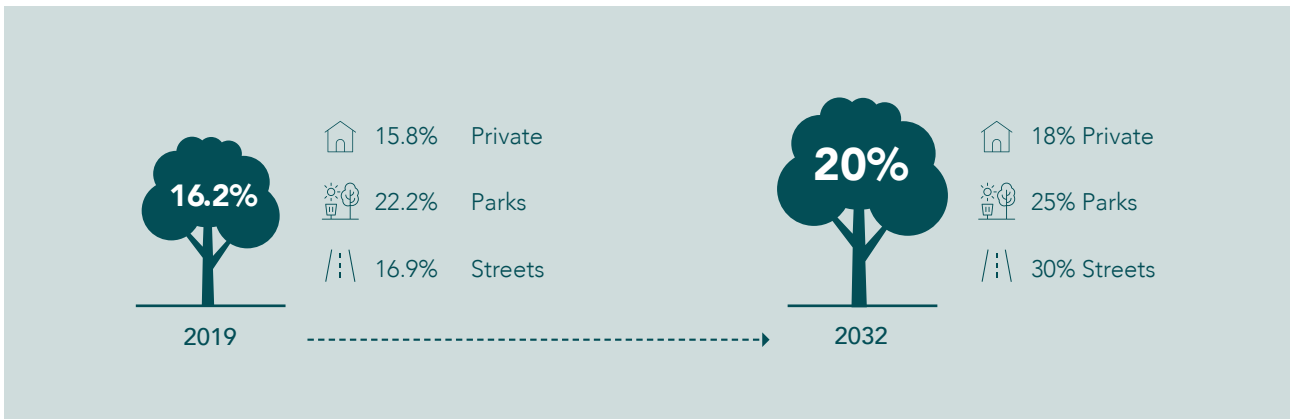 16.2%
15.8% Private
22.2% Parks
16.9% Streets
2019
20%
18% Private
25% Parks
30% Streets
2032